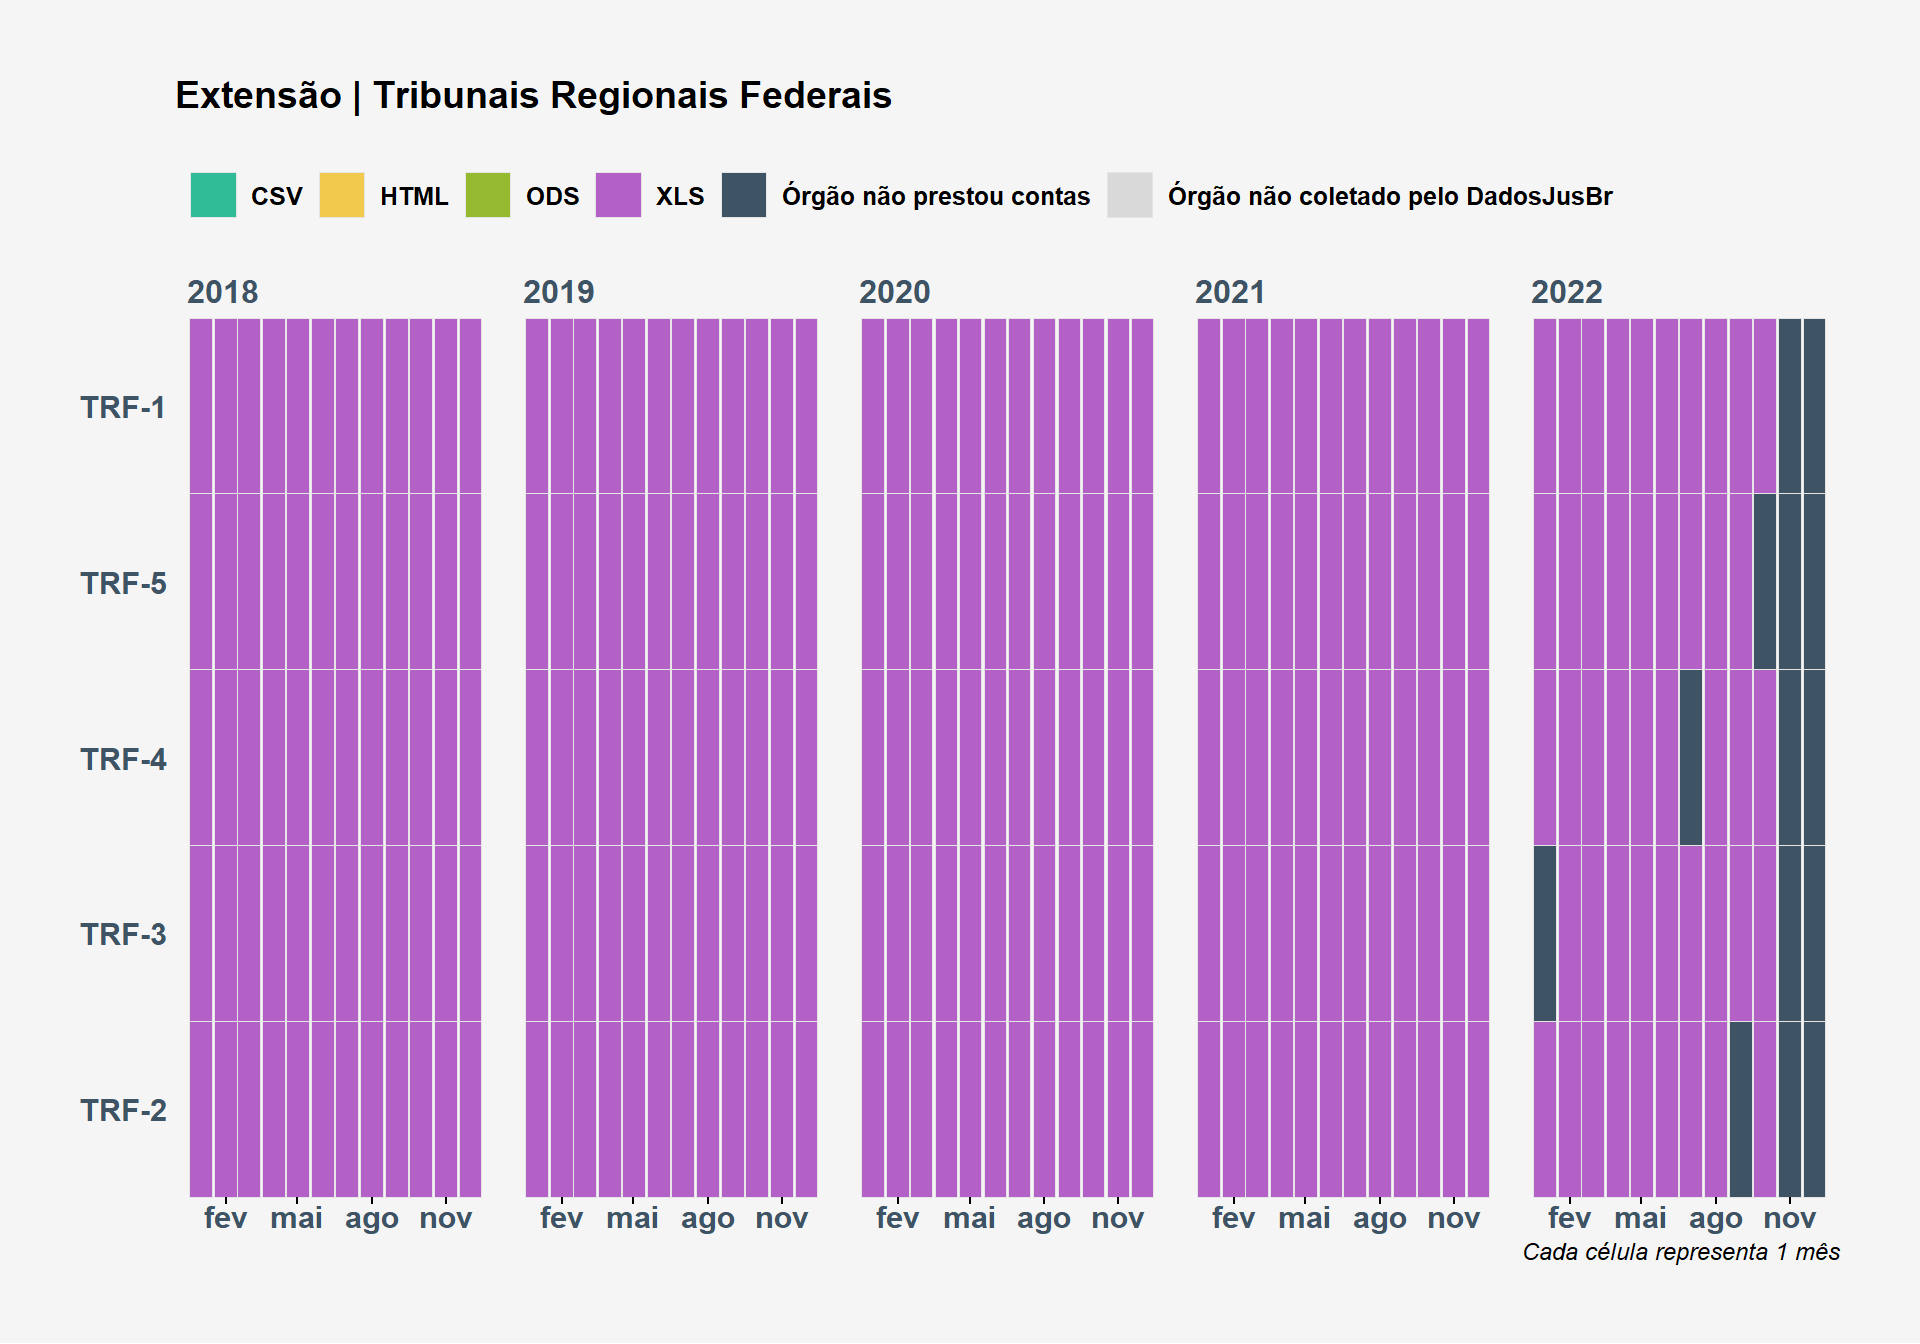 Extensão | Tribunais Regionais Federais
CSV HTML ODS XLS Órgão não prestou contas Órgão não coletado pelo DadosJusBr
2018 2019 2020 2021 2022
TRF-1
TRF-5
TRF-4
TRF-3
TRF-2
fev mai ago nov fev mai ago nov fev mai ago nov fev mai ago nov fev mai ago nov
Cada célula representa 1 mês